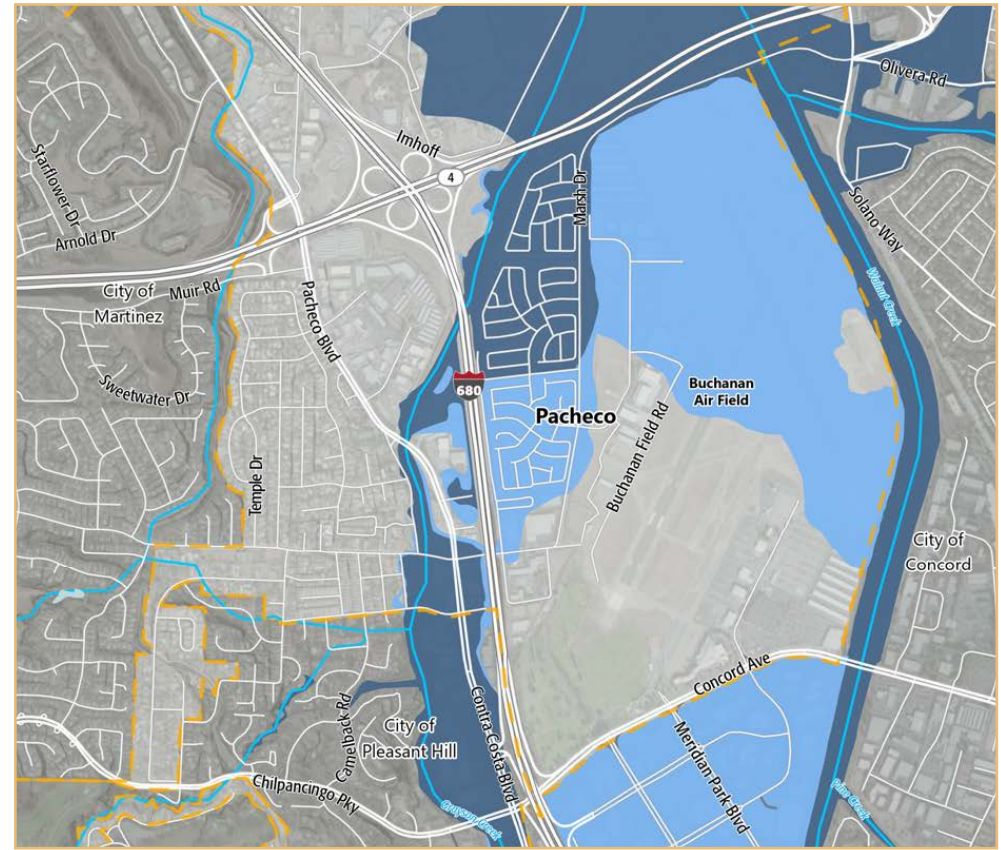 Olivera Rd
Imhoff
4
Starflower Dr
Marsh Dr
Arnold Dr
Solano Way
City of
Martinez
Muir Rd
Walnut Creek
Pacheco Blvd
Sweetwater Dr
680
Buchanan
Air Field
Pacheco
Temple Dr
Buchanan Field Rd
City of
Concord
Concord Ave
Camelback Rd
City of
Pleasant Hill
Contra Costa Blvd
Meridian Park Blvd
Chilpancingo Pky
Grayson Creek
Pine Creek